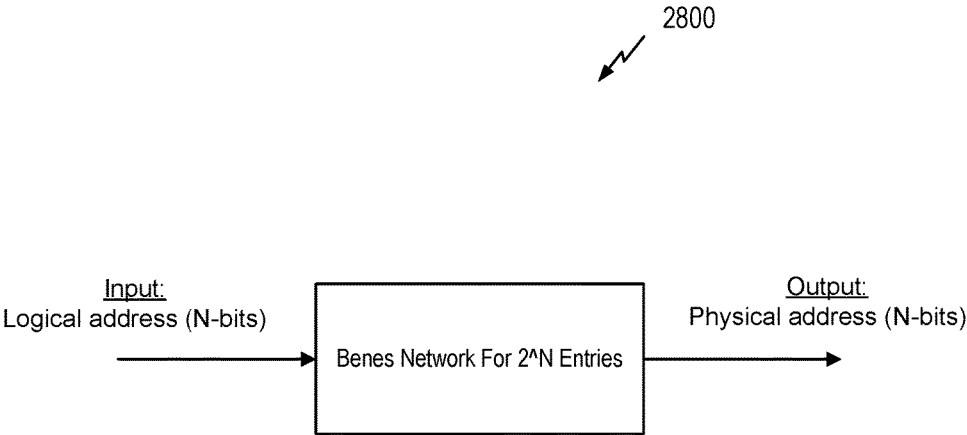 2800
Input:
Logical address (N-bits)
Benes Network For 2^N Entries
Output:
Physical address (N-bits)